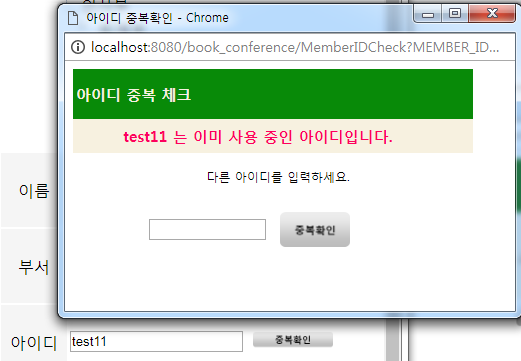 아이디 중복확인 - Chrome
localhost:8080/book_conference/MemberIDCheck?MEMBER_ID...
아이디 중복 체크
test11 는 이미 사용 중인 아이디입니다.
다른 아이디를 입력하세요.
중복확인
이름
부서
아이디 test11 중복확인